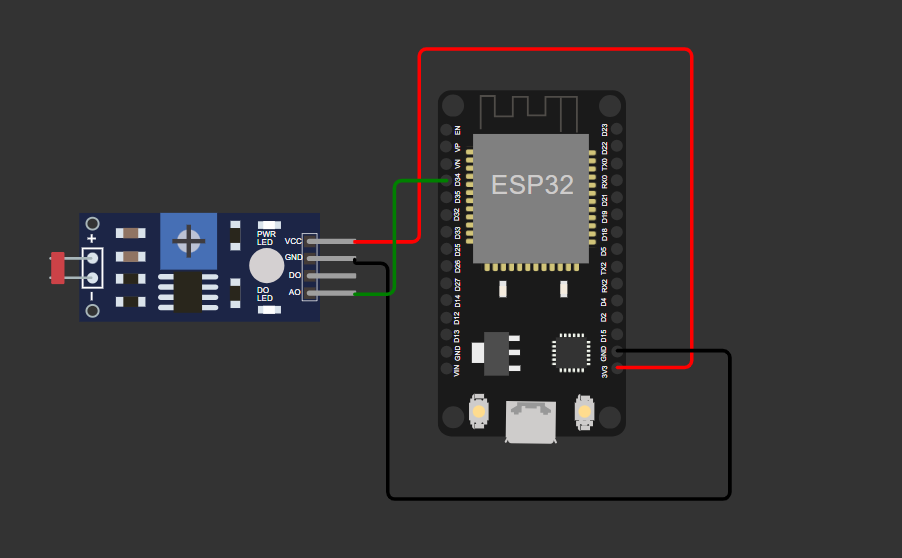 +
PWR
LED
VCC
GND
DO
AO
DO
LED
ESP32
EN
VP
VN
D34
D35
D32
D33
D25
D26
D27
D14
D12
D13
GND
VIN
D23
D22
TX0
RX0
D21
D19
D18
D5
TX2
RX2
D4
D2
D15
GND
3V3